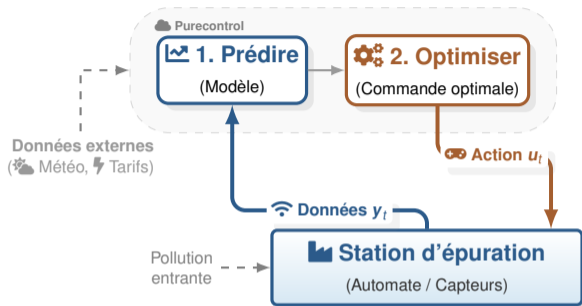 Purecontrol
1. Prédire
(Modèle)
2. Optimiser
(Commande optimale)
Données externes
(Météo, Tarifs)
Action u_t
Données y_t
Pollution
entrante
Station d'épuration
(Automate / Capteurs)